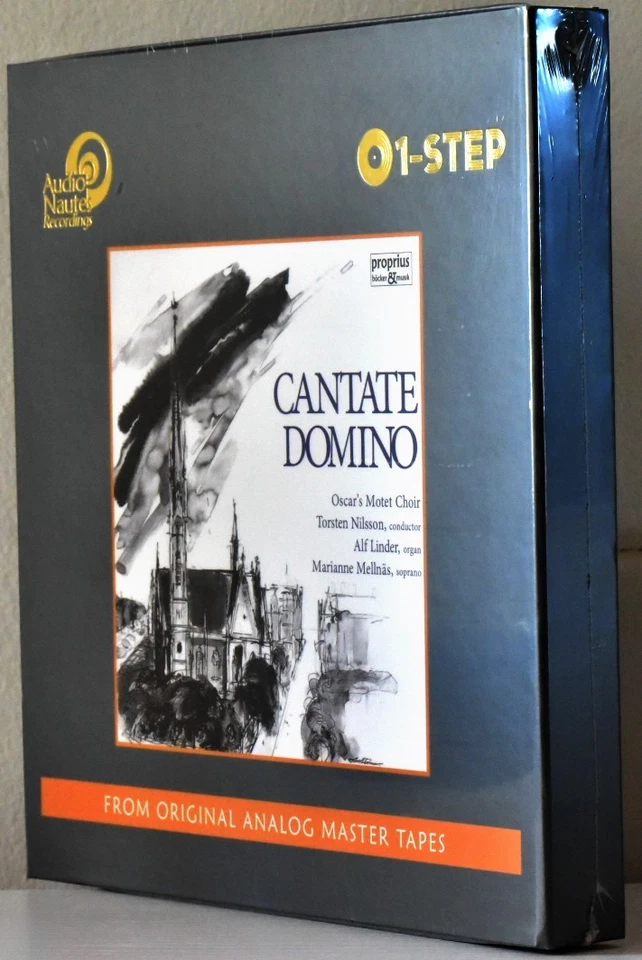 Audio
Nautes
Recordings
1-STEP
proprius
böcker & musik
CANTATE
DOMINO
Oscar's Motet Choir
Torsten Nilsson, conductor
Alf Linder, organ
Marianne Mellnäs, soprano
FROM ORIGINAL ANALOG MASTER TAPES